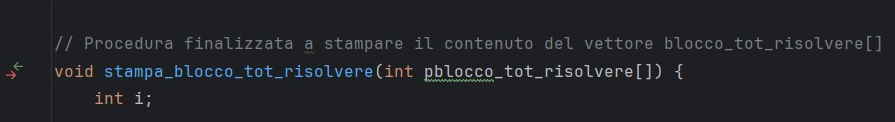 // Procedura finalizzata a stampare il contenuto del vettore blocco_tot_risolvere[]
void stampa_blocco_tot_risolvere(int pblocco_tot_risolvere[]) {
int i;